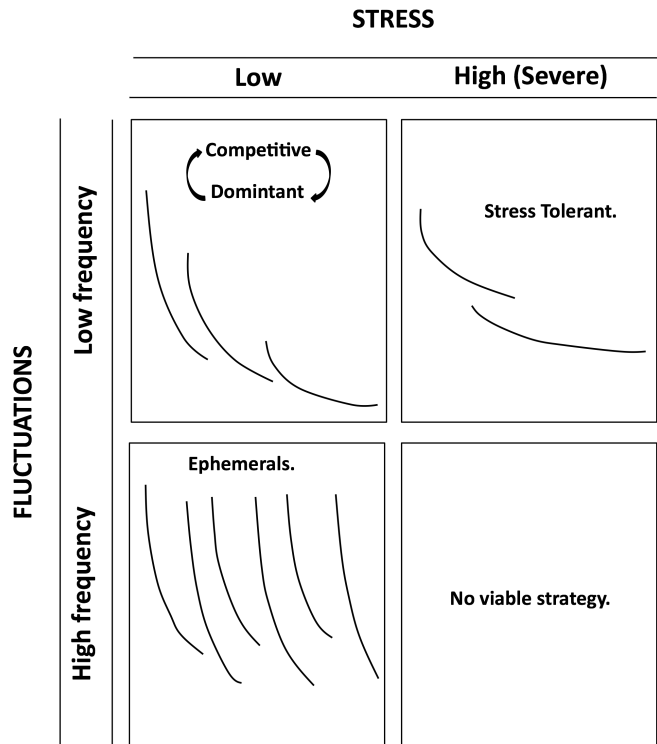 STRESS
Low
High (Severe)
FLUCTUATIONS
Low frequency
Competitive
Domintant
Stress Tolerant.
High frequency
Ephemerals.
No viable strategy.